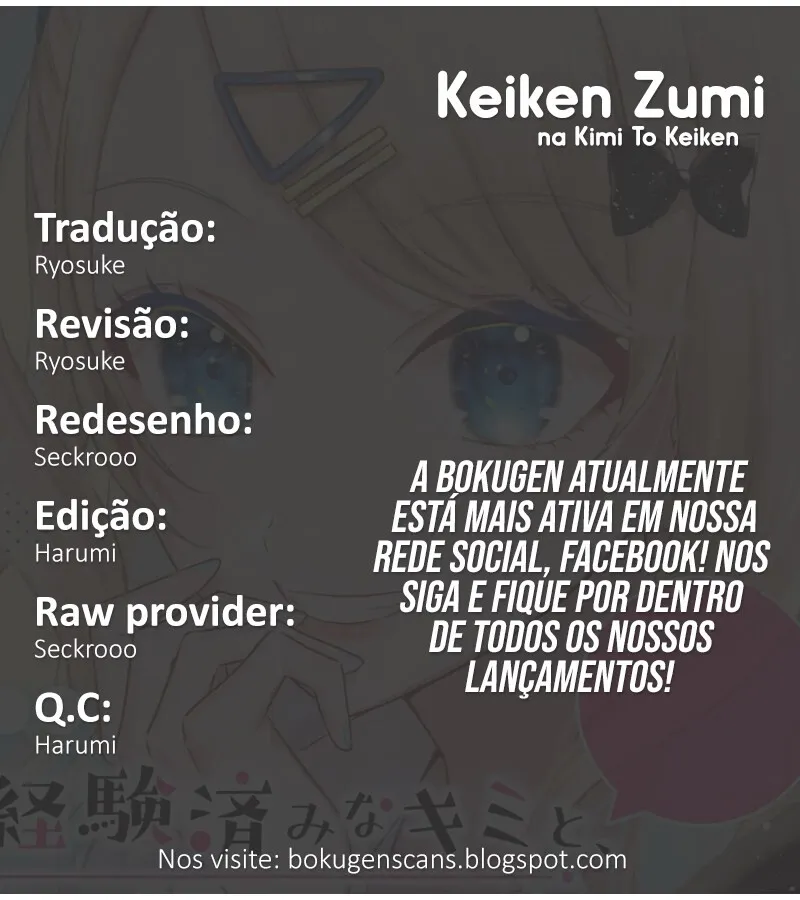 Keiken Zumi
na Kimi To Keiken
Tradução:
Ryosuke
Revisão:
Ryosuke
Redesenho:
Seckrooo
Edição:
Harumi
Raw provider:
Seckrooo
Q.C:
Harumi
A BOKUGEN ATUALMENTE
ESTÁ MAIS ATIVA EM NOSSA
REDE SOCIAL, FACEBOOK! NOS
SIGA E FIQUE POR DENTRO
DE TODOS OS NOSSOS
LANÇAMENTOS!
経験済みなキミと、
Nos visite: bokugenscans.blogspot.com